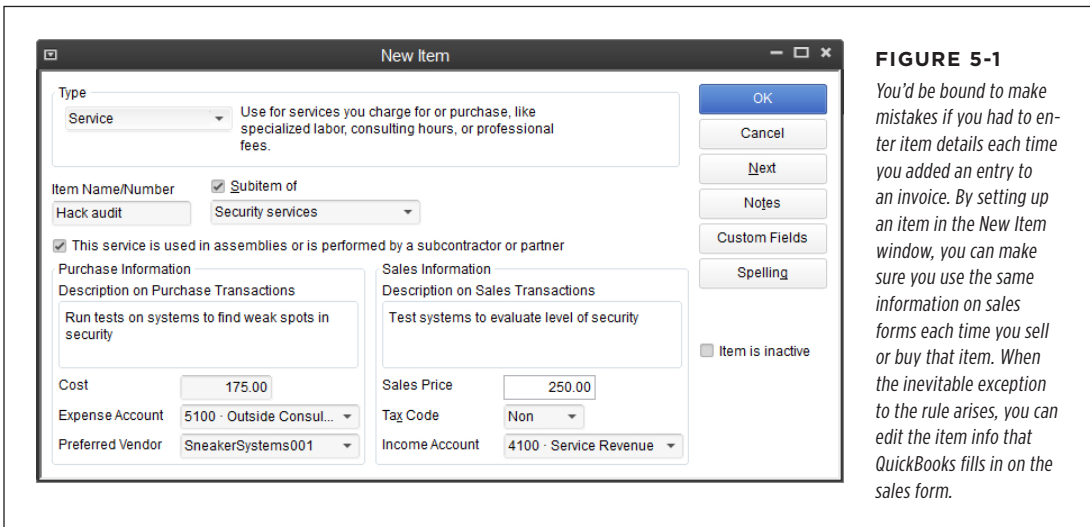 New Item
Type
Service
Use for services you charge for or purchase, like
specialized labor, consulting hours, or professional
fees.
Item Name/Number
Subitem of
Hack audit
Security services
This service is used in assemblies or is performed by a subcontractor or partner
Purchase Information
Description on Purchase Transactions
Run tests on systems to find weak spots in
security
Cost
175.00
Expense Account
5100 · Outside Consul...
Preferred Vendor
SneakerSystems001
Sales Information
Description on Sales Transactions
Test systems to evaluate level of security
Sales Price
250.00
Tax Code
Non
Income Account
4100 · Service Revenue
OK
Cancel
Next
Notes
Custom Fields
Spelling
Item is inactive
FIGURE 5-1
You’d be bound to make
mistakes if you had to en-
ter item details each time
you added an entry to
an invoice. By setting up
an item in the New Item
window, you can make
sure you use the same
information on sales
forms each time you sell
or buy that item. When
the inevitable exception
to the rule arises, you can
edit the item info that
QuickBooks fills in on the
sales form.